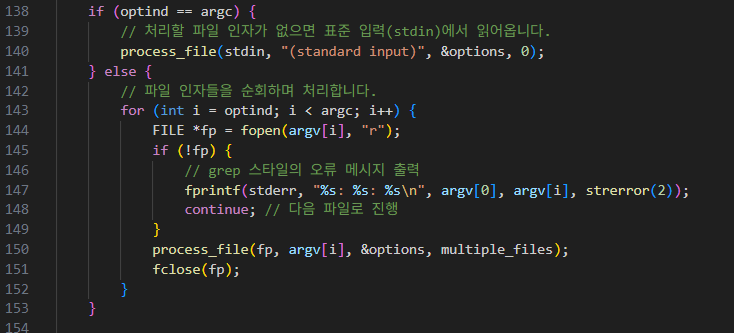 138 if (optind == argc) {
139 // 처리할 파일 인자가 없으면 표준 입력(stdin)에서 읽어옵니다.
140 process_file(stdin, "(standard input)", &options, 0);
141 } else {
142 // 파일 인자들을 순회하며 처리합니다.
143 for (int i = optind; i < argc; i++) {
144 FILE *fp = fopen(argv[i], "r");
145 if (!fp) {
146 // grep 스타일의 오류 메시지 출력
147 fprintf(stderr, "%s: %s: %s\n", argv[0], argv[i], strerror(2));
148 continue; // 다음 파일로 진행
149 }
150 process_file(fp, argv[i], &options, multiple_files);
151 fclose(fp);
152 }
153 }
154